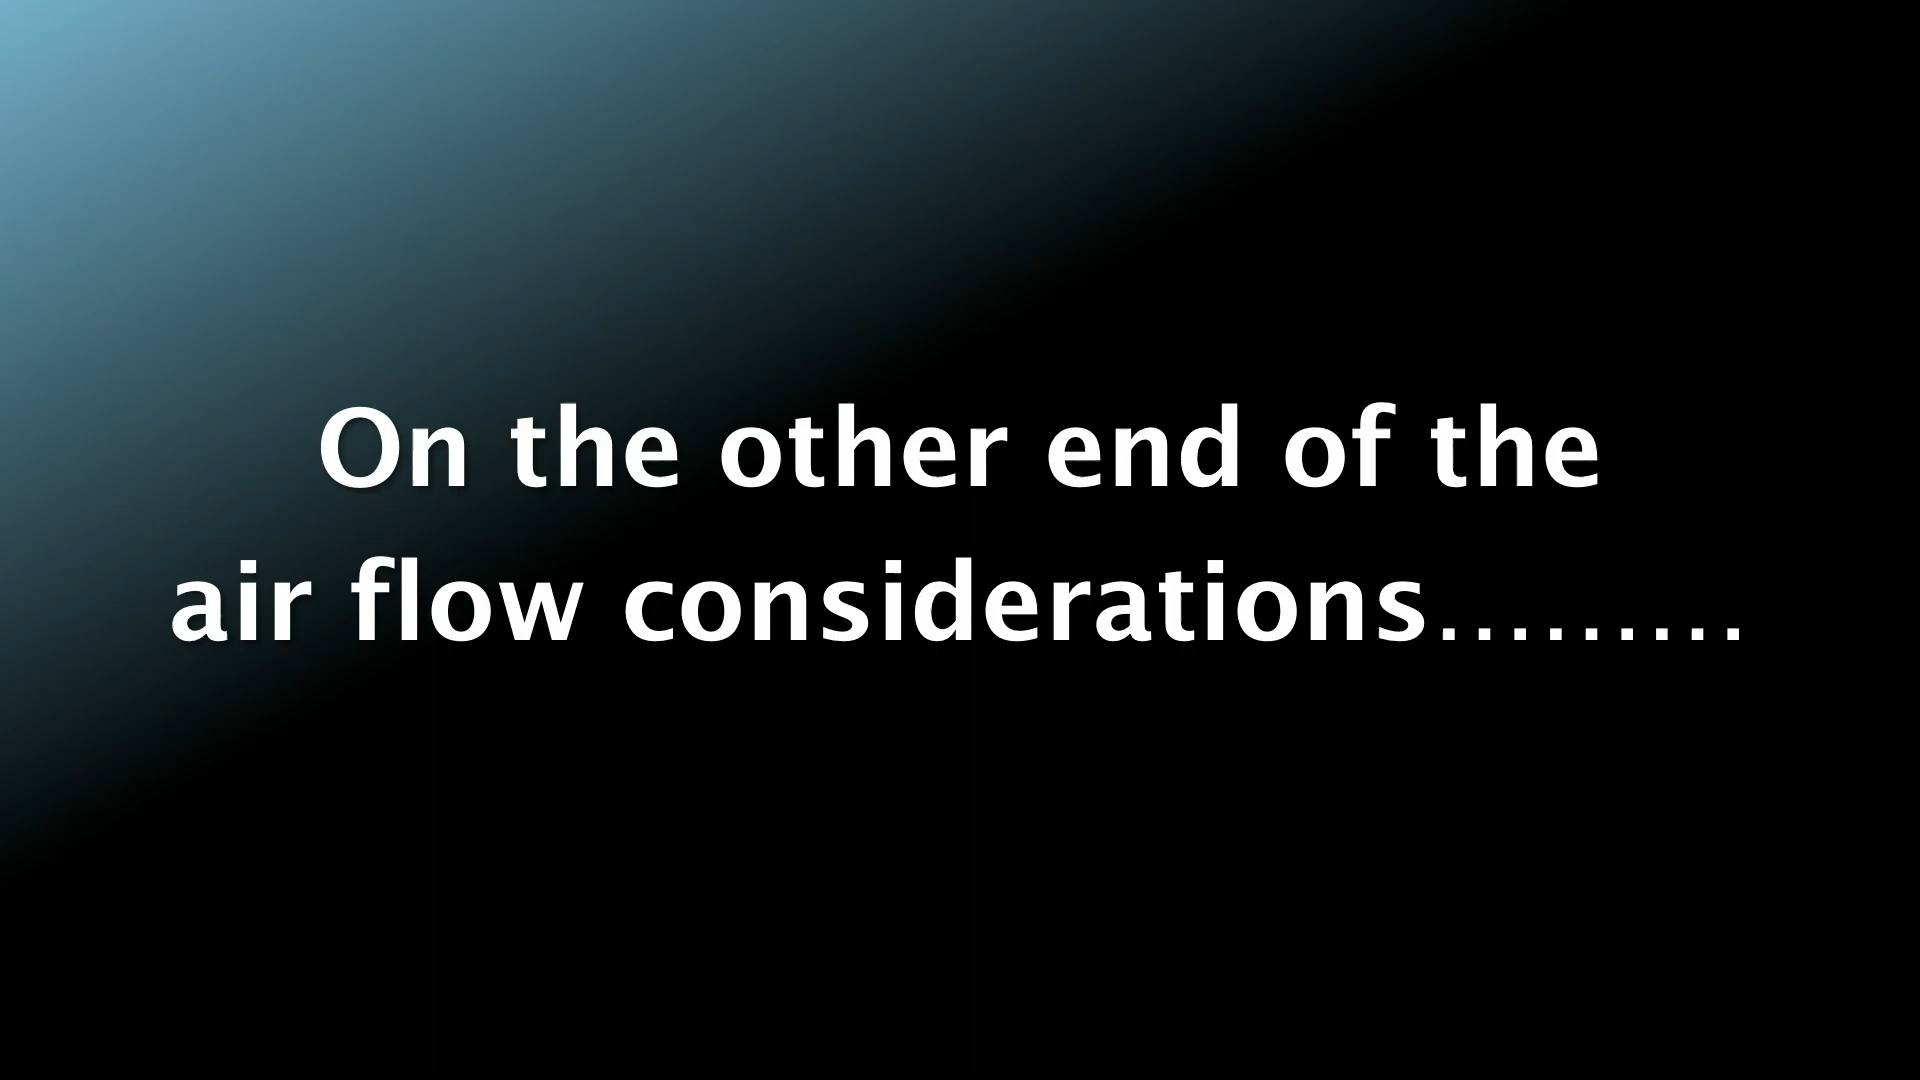 On the other end of the
air flow considerations.........